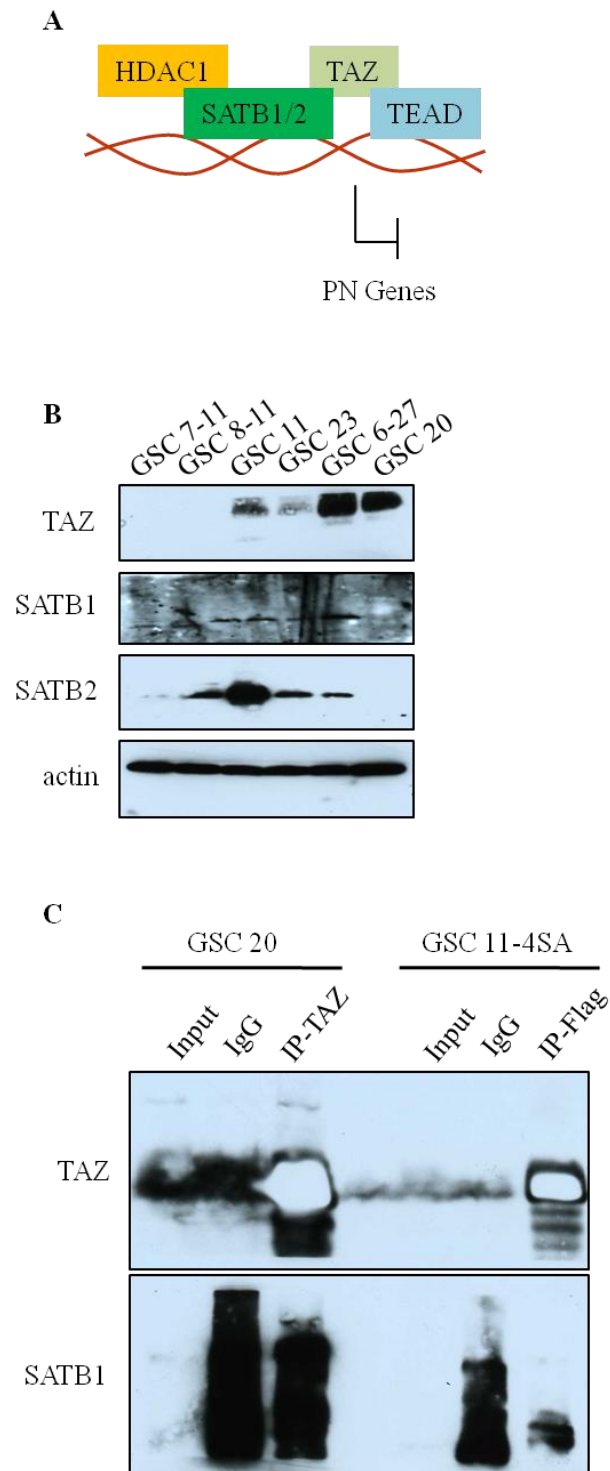 A
HDAC1
TAZ
SATB1/2
TEAD
PN Genes
B
GSC 7-11
GSC 8-11
GSC 11
GSC 23
GSC 6-27
GSC 20
TAZ
SATB1
SATB2
actin
C
GSC 20
GSC 11-4SA
Input
IgG
IP-TAZ
Input
IgG
IP-Flag
TAZ
SATB1